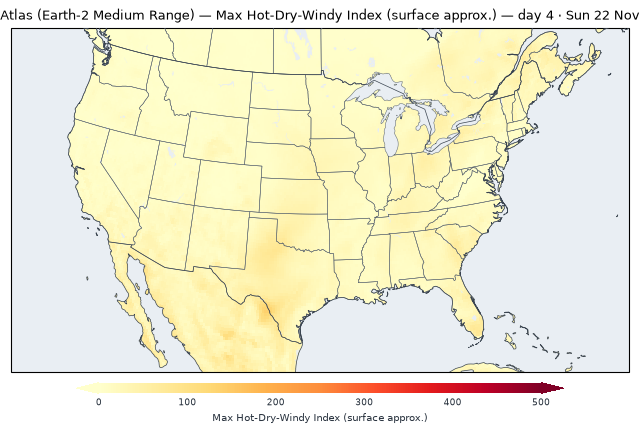 Atlas (Earth-2 Medium Range) — Max Hot-Dry-Windy Index (surface approx.) — day 4 · Sun 22 Nov
0 100 200 300 400 500
Max Hot-Dry-Windy Index (surface approx.)